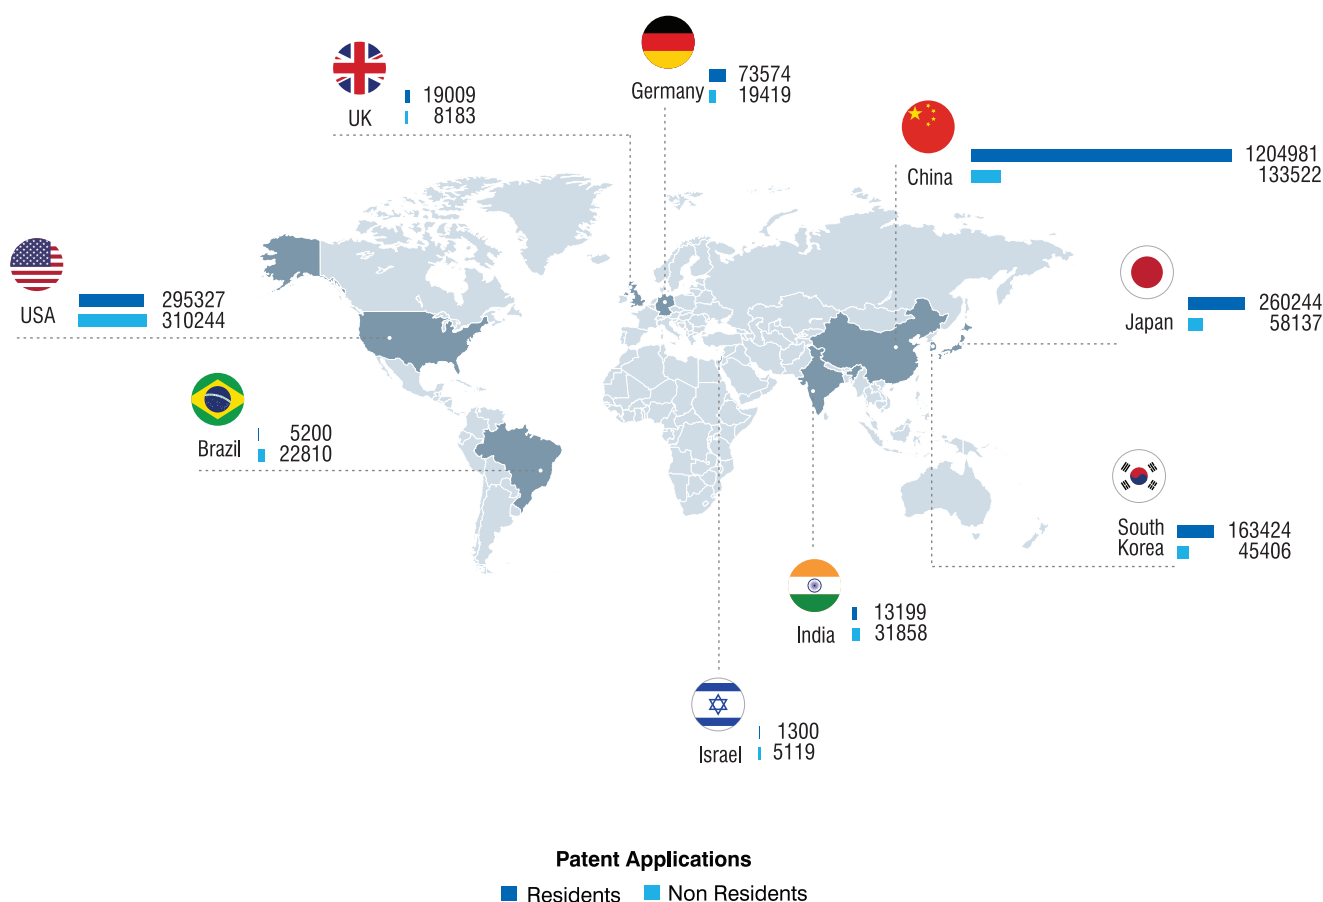 73574
Germany
19419
19009
UK
8183
1204981
China
133522
295327
USA
310244
260244
Japan
58137
5200
Brazil
22810
South
Korea
163424
45406
13199
India
31858
1300
Israel
5119
Patent Applications
Residents
Non Residents